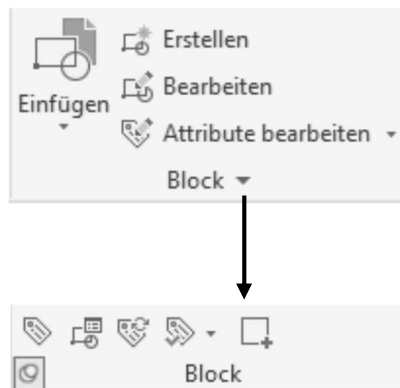 Erstellen
Bearbeiten
Einfügen
Attribute bearbeiten
Block
Block